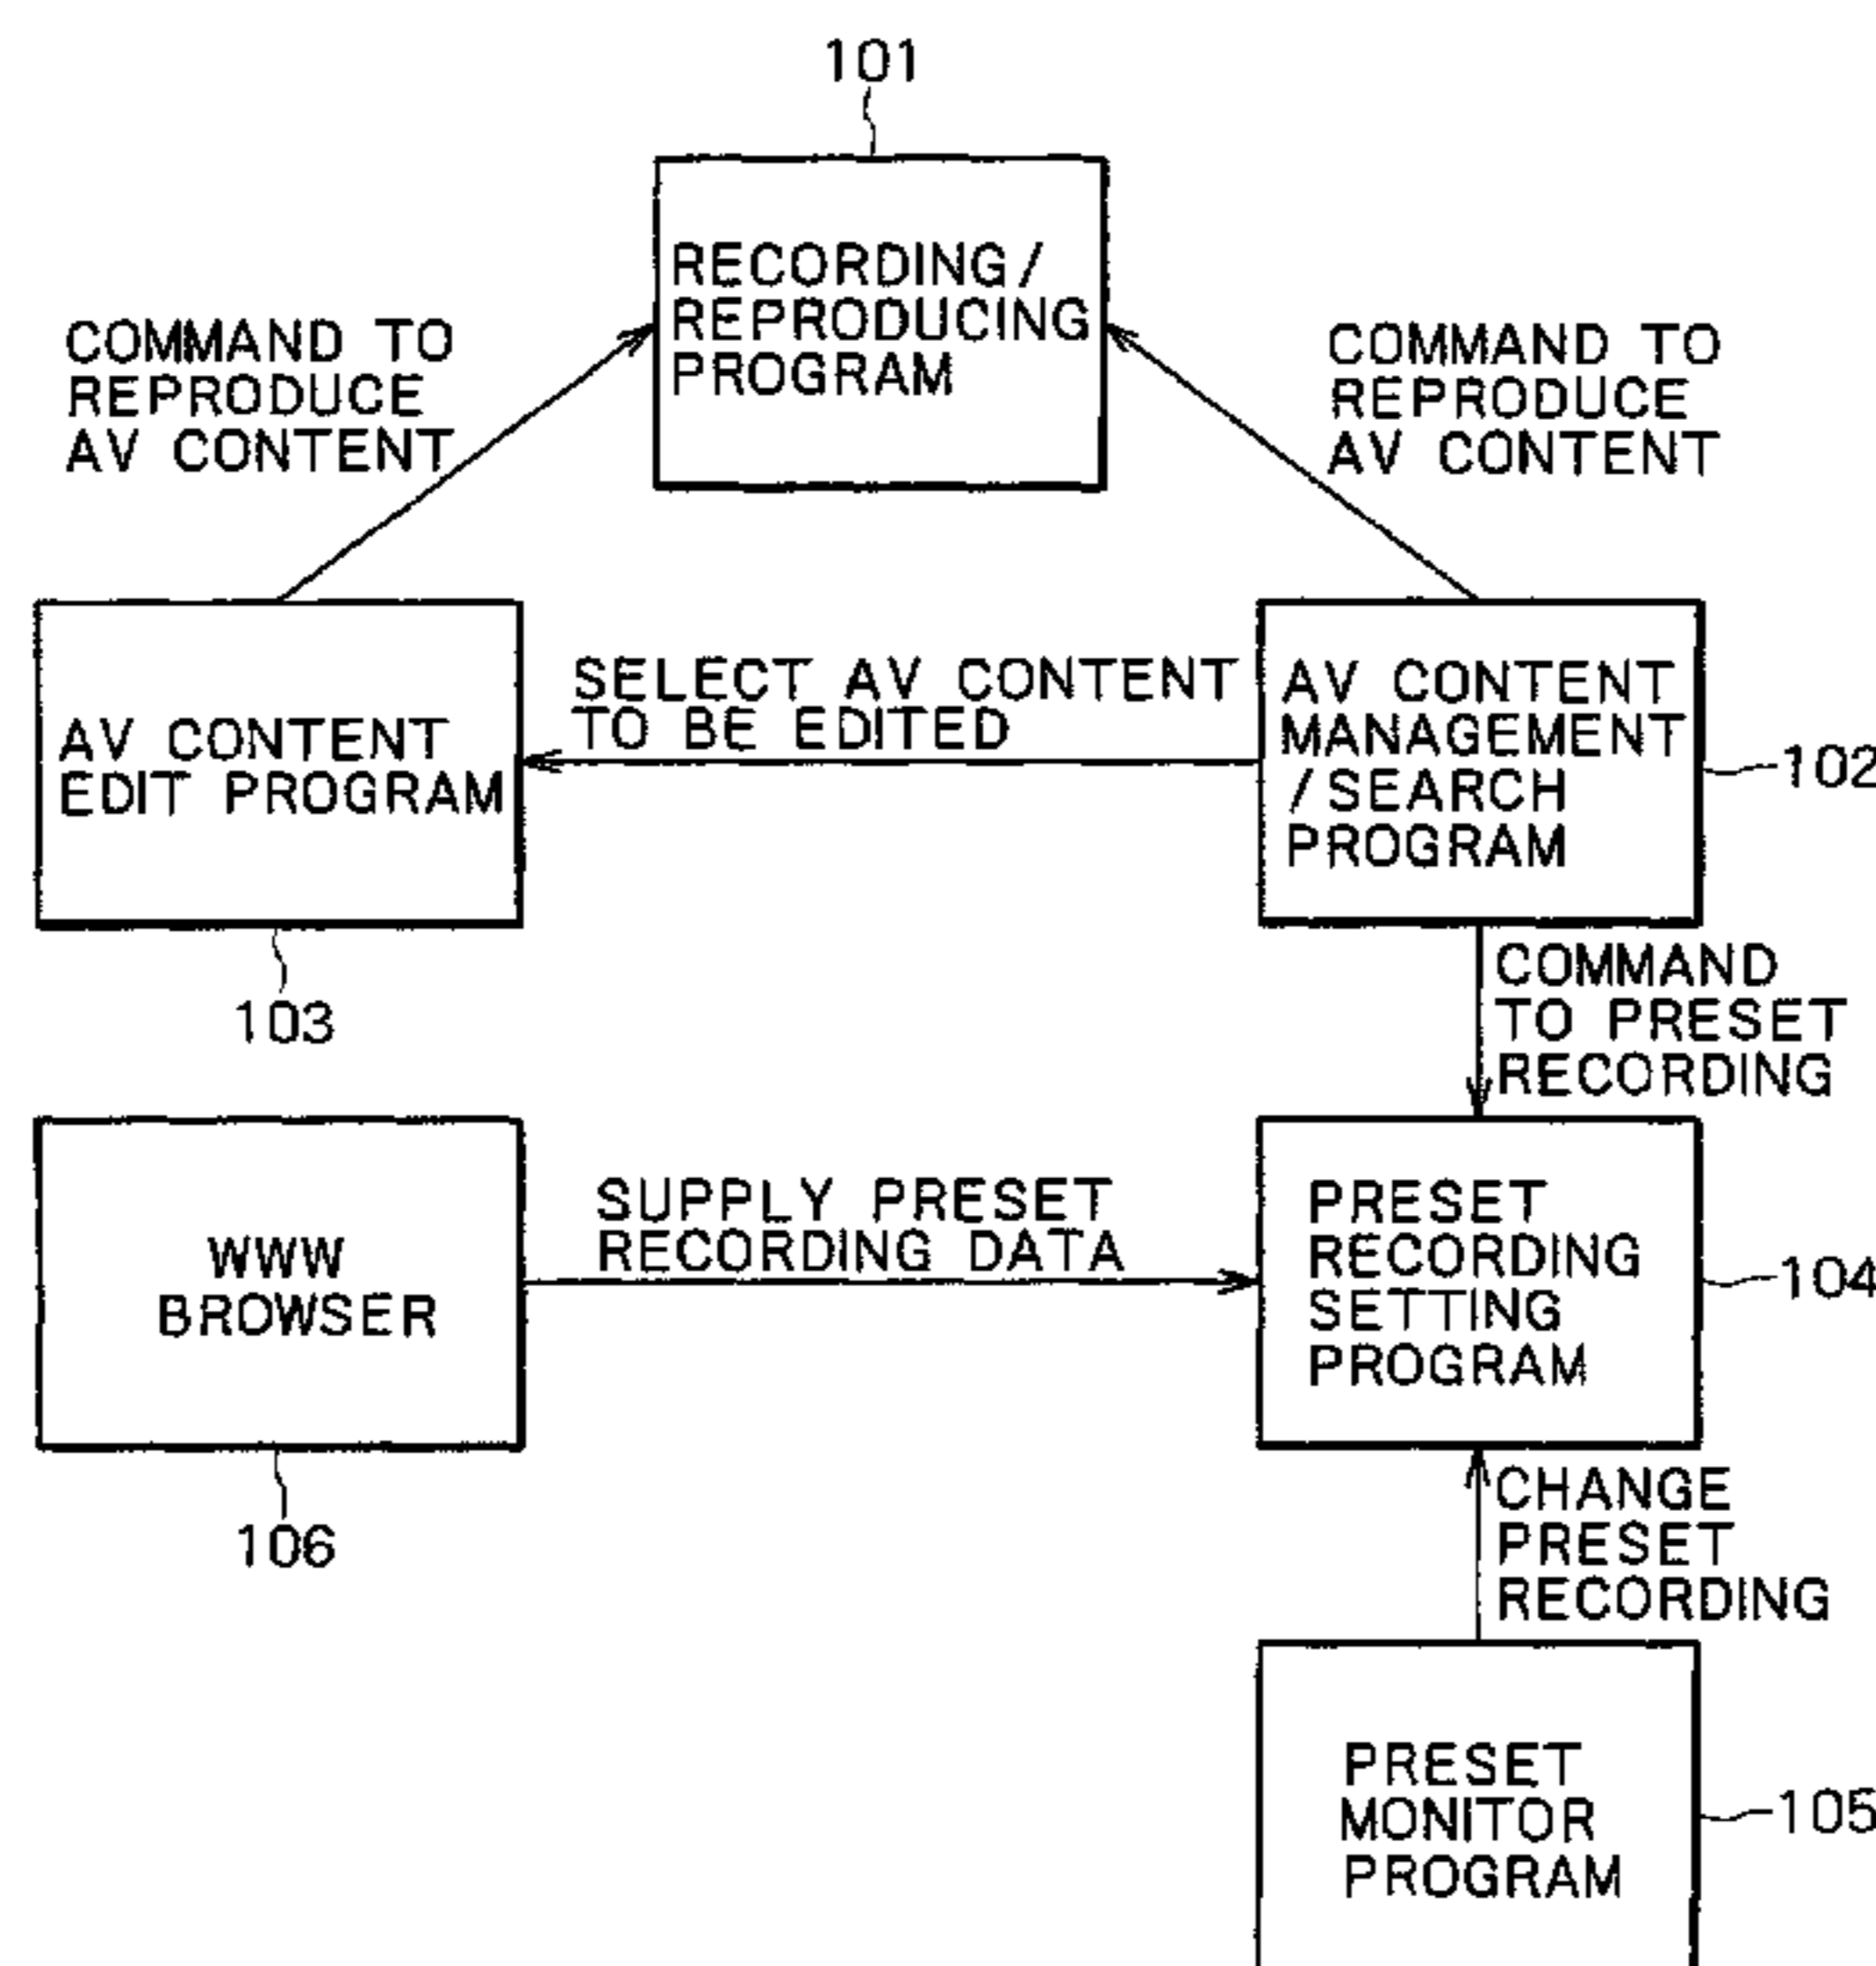 101
RECORDING/
REPRODUCING
PROGRAM
COMMAND TO
REPRODUCE
AV CONTENT
COMMAND TO
REPRODUCE
AV CONTENT
AV CONTENT
EDIT PROGRAM
103
SELECT AV CONTENT
TO BE EDITED
AV CONTENT
MANAGEMENT
/SEARCH
PROGRAM
102
COMMAND
TO PRESET
RECORDING
WWW
BROWSER
106
SUPPLY PRESET
RECORDING DATA
PRESET
RECORDING
SETTING
PROGRAM
104
CHANGE
PRESET
RECORDING
PRESET
MONITOR
PROGRAM
105